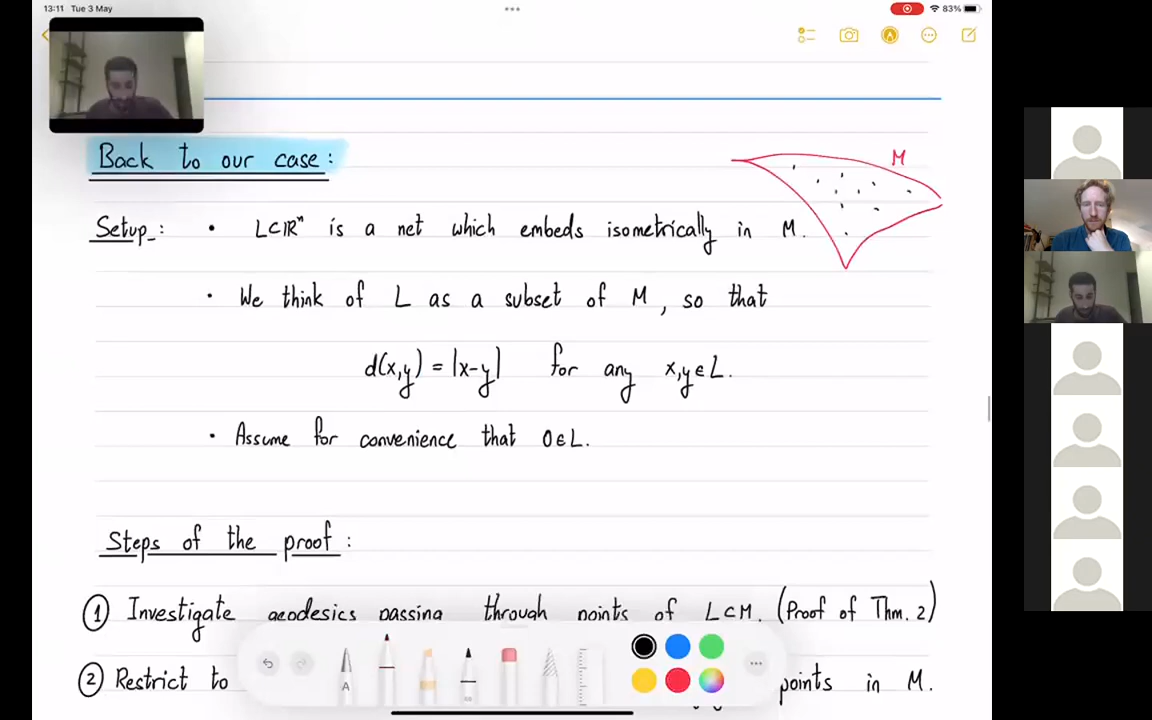 13:11 Tue 3 May
83%
Back to our case:
M
Setup: • L⊂ℝⁿ is a net which embeds isometrically in M.
• We think of L as a subset of M, so that
d(x,y) = |x-y| for any x,y∈L.
• Assume for convenience that 0∈L.
Steps of the proof:
① Investigate geodesics passing through points of L⊂M. (Proof of Thm. 2)
② Restrict to
points in M.
A